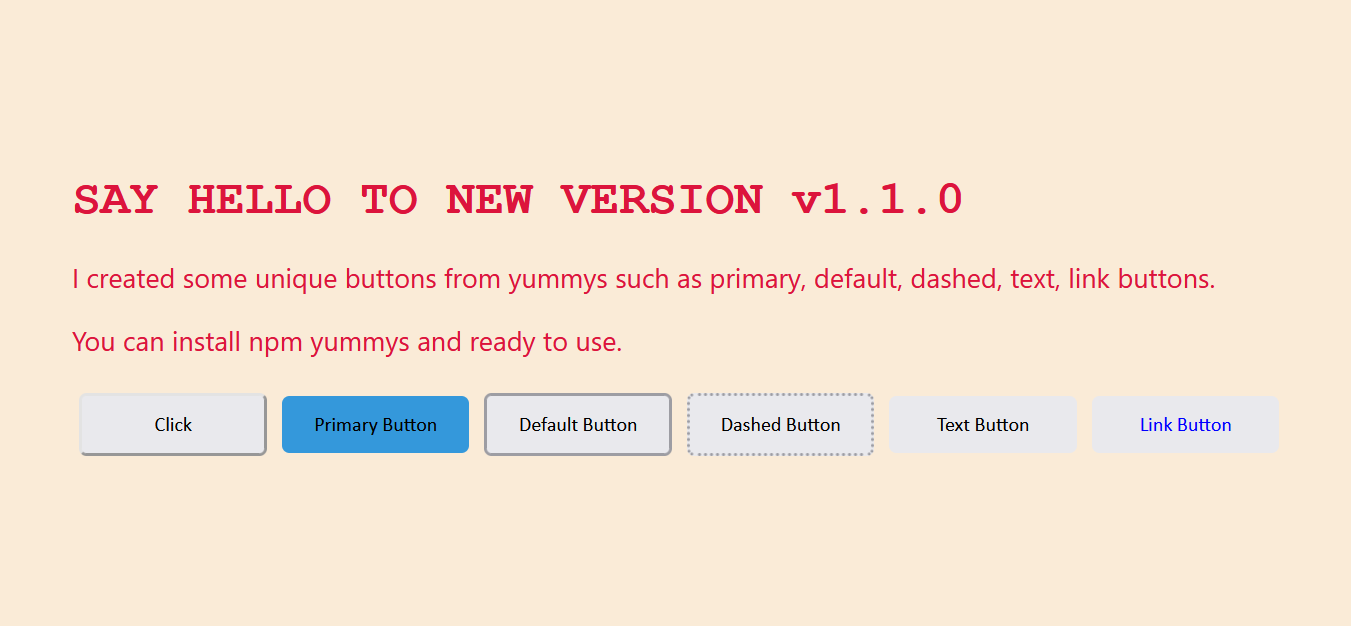 SAY HELLO TO NEW VERSION v1.1.0
I created some unique buttons from yummys such as primary, default, dashed, text, link buttons.
You can install npm yummys and ready to use.
Click Primary Button Default Button Dashed Button Text Button Link Button